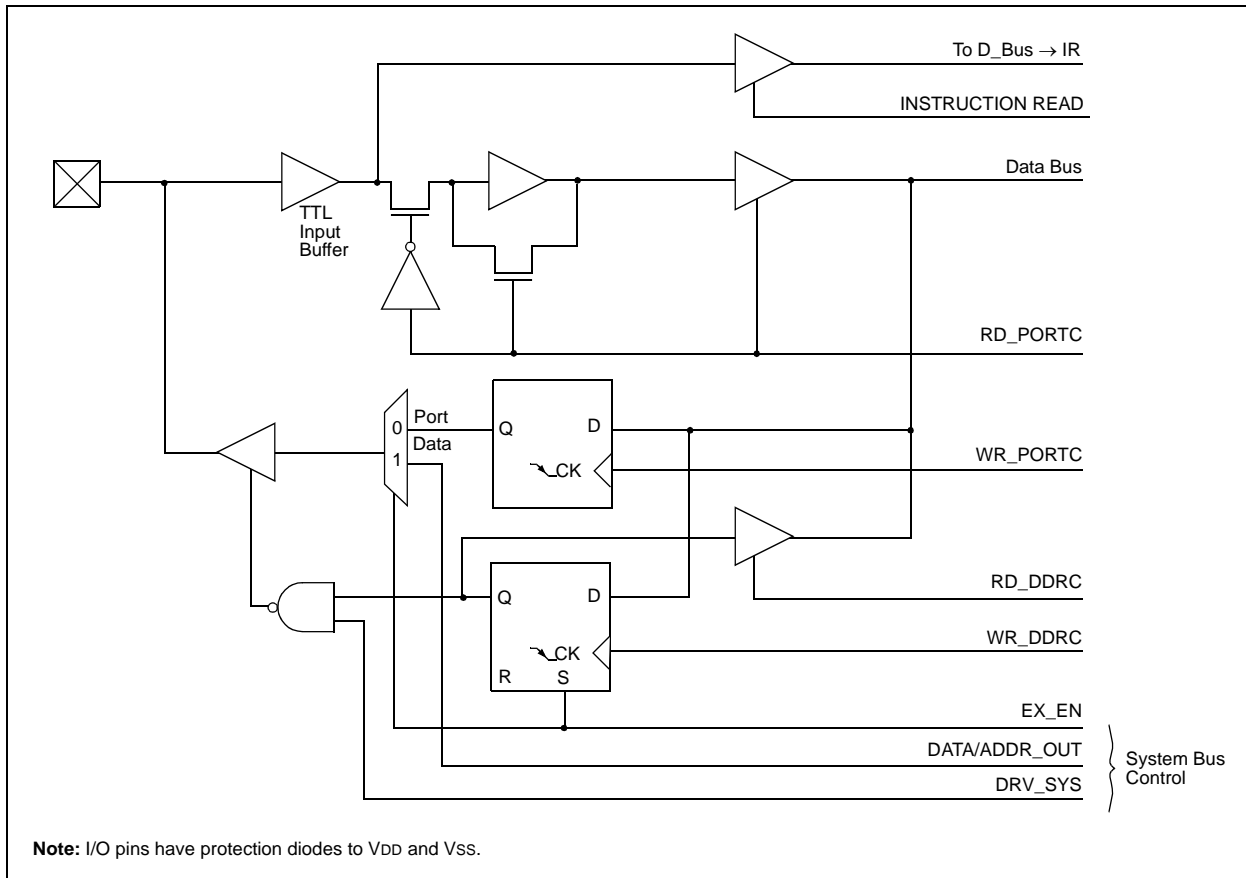 To D_Bus → IR
INSTRUCTION READ
Data Bus
TTL
Input
Buffer
RD_PORTC
Port
0
Q
D
Data
1
WR_PORTC
CK
RD_DDRC
Q
D
WR_DDRC
CK
R
S
EX_EN
DATA/ADDR_OUT
System Bus
Control
DRV_SYS
Note: I/O pins have protection diodes to VDD and VSS.